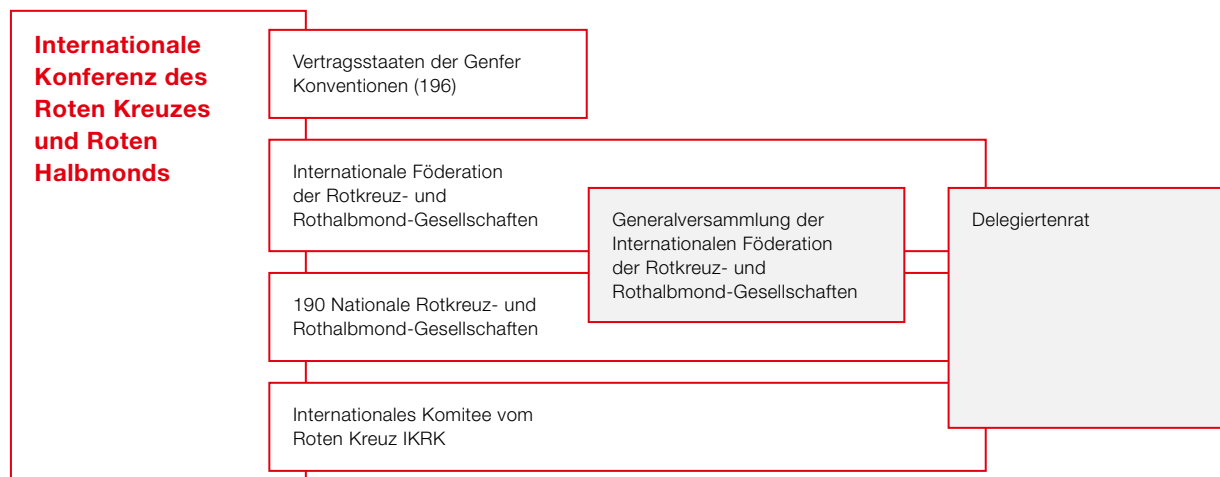 Internationale
Konferenz des
Roten Kreuzes
und Roten
Halbmonds
Vertragsstaaten der Genfer
Konventionen (196)
Internationale Föderation
der Rotkreuz- und
Rothalbmond-Gesellschaften
Generalversammlung der
Internationalen Föderation
der Rotkreuz- und
Rothalbmond-Gesellschaften
Delegiertenrat
190 Nationale Rotkreuz- und
Rothalbmond-Gesellschaften
Internationales Komitee vom
Roten Kreuz IKRK